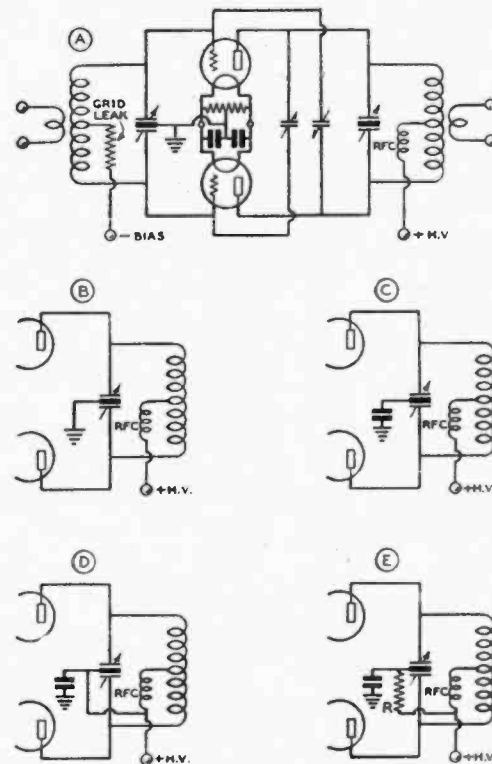 A
GRID
LEAK
RFC
- BIAS
+ H.V
B
C
RFC
+H.V.
RFC
+H.V
D
E
RFC
+H.V.
R
RFC
+H.V